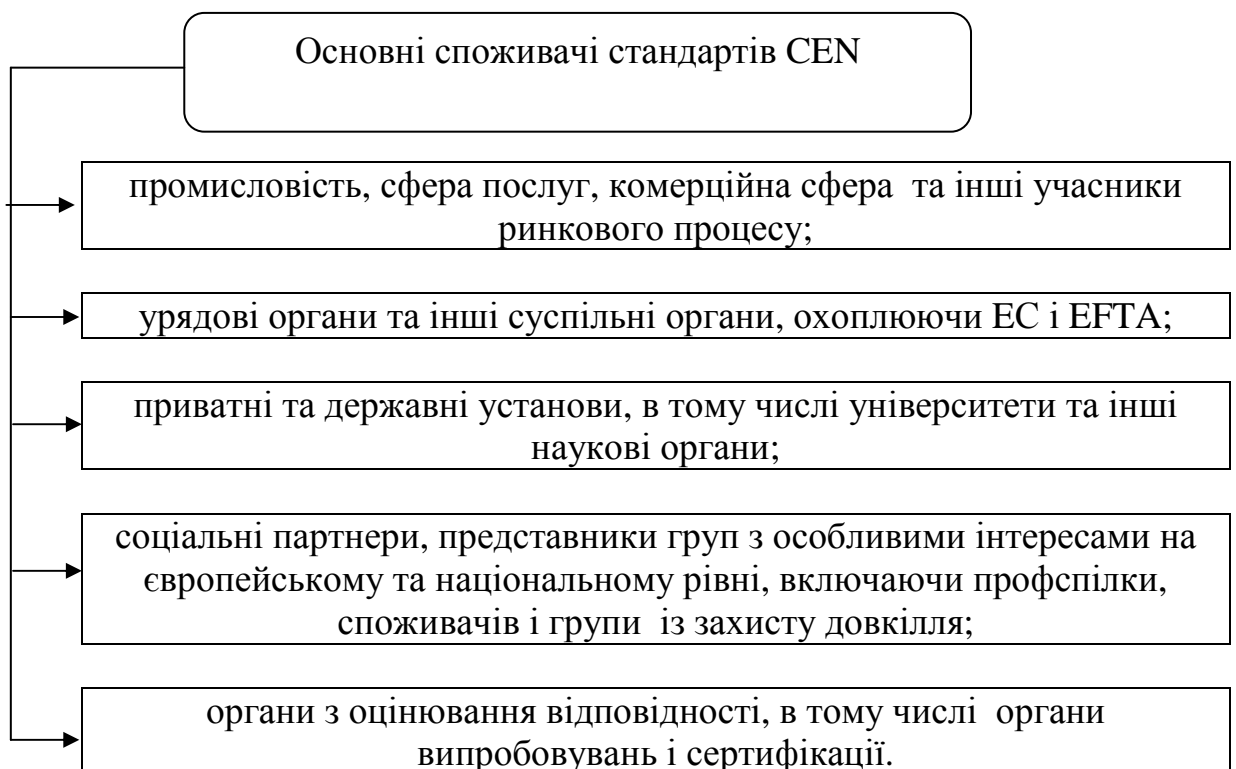 Основні споживачі стандартів CEN
промисловість, сфера послуг, комерційна сфера та інші учасники
ринкового процесу;
урядові органи та інші суспільні органи, охоплюючи ЕС і EFTA;
приватні та державні установи, в тому числі університети та інші
наукові органи;
соціальні партнери, представники груп з особливими інтересами на
європейському та національному рівні, включаючи профспілки,
споживачів і групи із захисту довкілля;
органи з оцінювання відповідності, в тому числі органи
випробовувань і сертифікації.